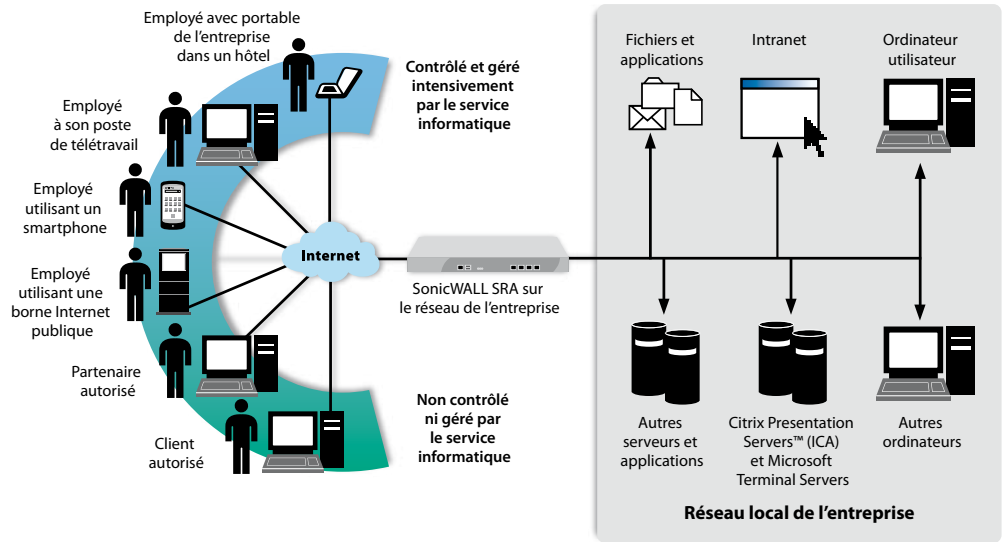 Employé avec portable
de l'entreprise
dans un hôtel
Contrôlé et géré
intensivement
par le service
informatique
Employé
à son poste
de télétravail
Employé
utilisant un
smartphone
Employé
utilisant une
borne Internet
publique
Partenaire
autorisé
Client
autorisé
Non contrôlé
ni géré par
le service
informatique
Internet
SonicWALL SRA sur
le réseau de l'entreprise
Fichiers et
applications
Intranet
Ordinateur
utilisateur
Autres
serveurs et
applications
Citrix Presentation
Servers™ (ICA)
et Microsoft
Terminal Servers
Autres
ordinateurs
Réseau local de l'entreprise